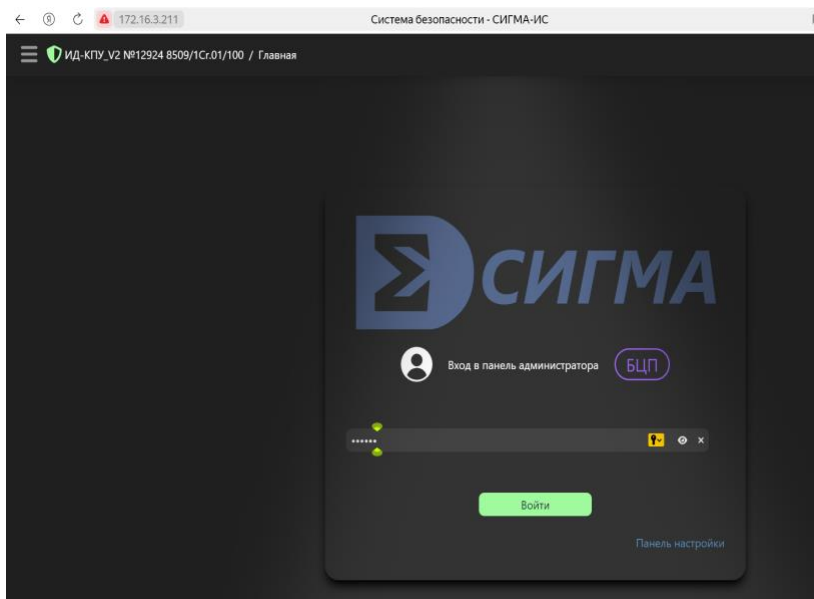 172.16.3.211 Система безопасности - СИГМА-ИС
ИД-КПУ_V2 №12924 8509/1Cг.01/100 / Главная
СИГМА
Вход в панель администратора БЦП
••••••
Войти
Панель настройки